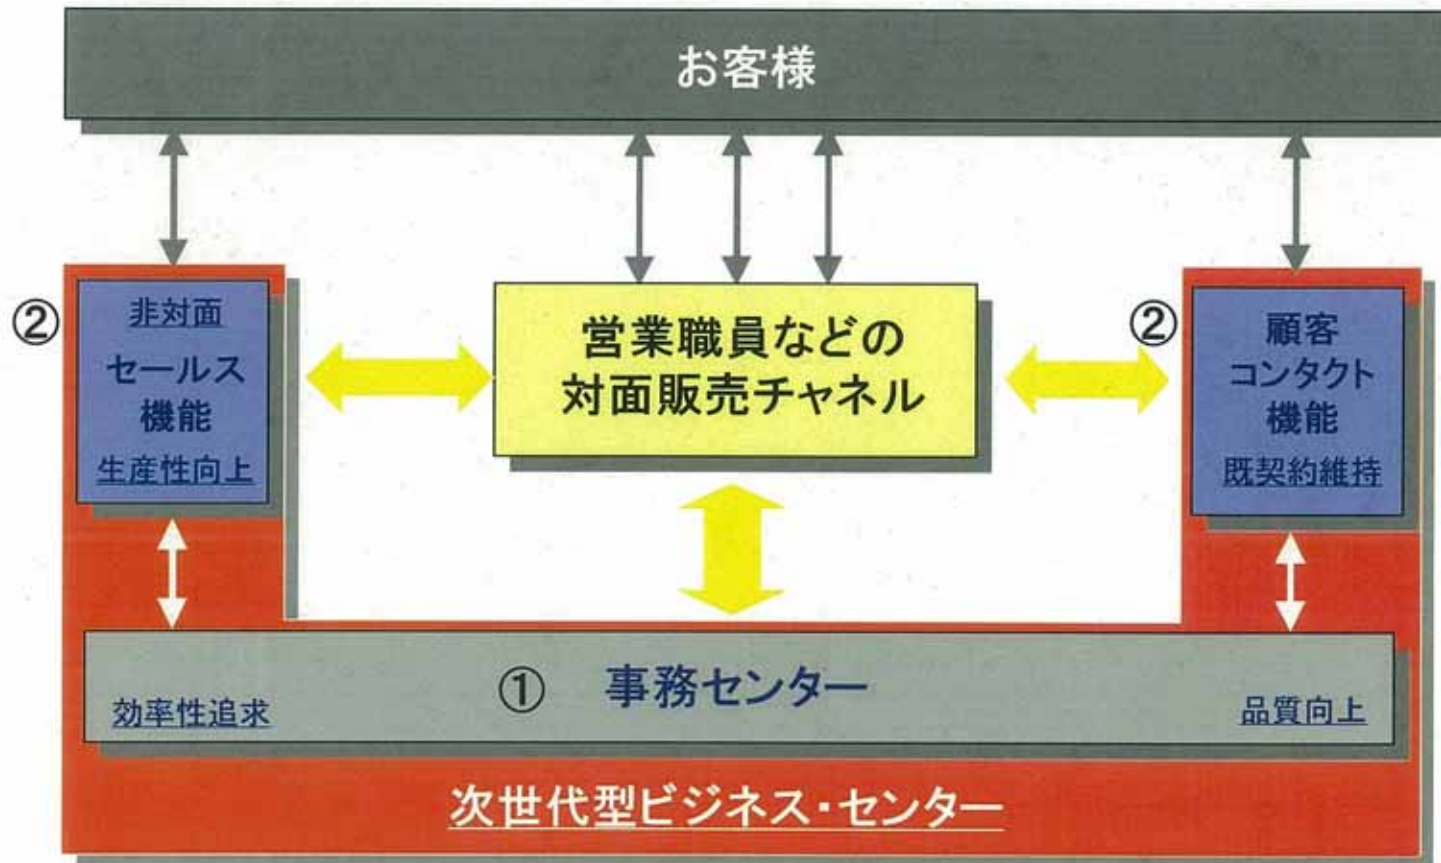 お客様
②
非対面
セールス
機能
生産性向上
営業職員などの
対面販売チャネル
②
顧客
コンタクト
機能
既契約維持
① 事務センター
効率性追求
品質向上
次世代型ビジネス・センター